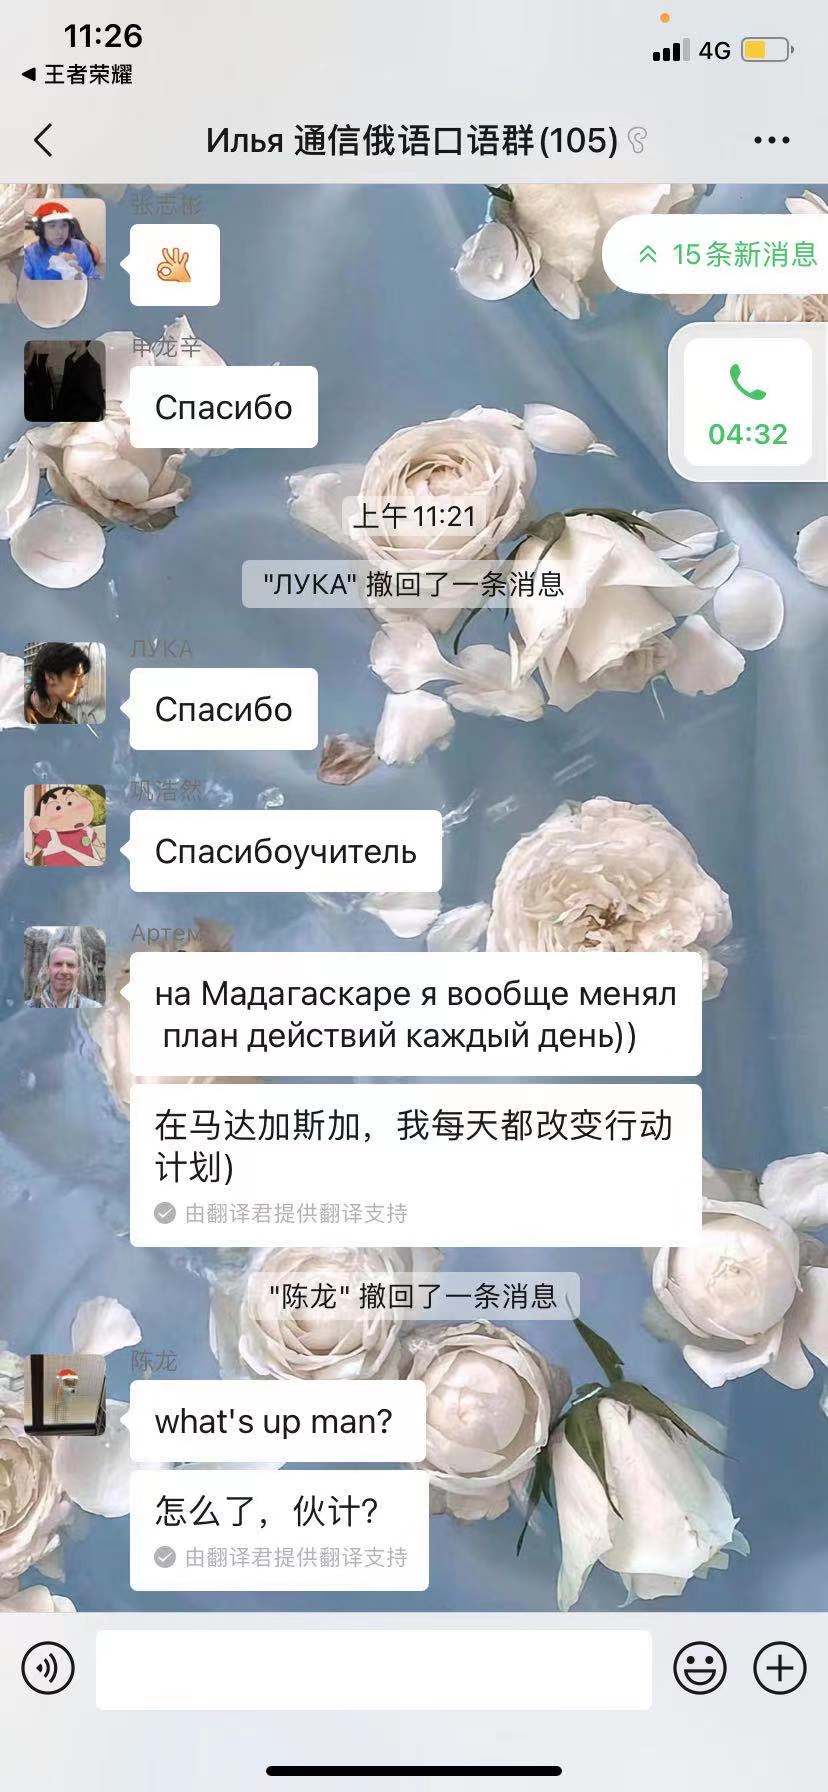 11:26
4G
王者荣耀
Илья 通信俄语口语群(105)
张志彬
15条新消息
申龙辛
Спасибо
04:32
上午 11:21
"ЛУКА" 撤回了一条消息
ЛУКА
Спасибо
巩浩然
Спасибоучитель
Артем
на Мадагаскаре я вообще менял
план действий каждый день))
在马达加斯加，我每天都改变行动
计划)
由翻译君提供翻译支持
"陈龙" 撤回了一条消息
陈龙
what's up man?
怎么了，伙计?
由翻译君提供翻译支持